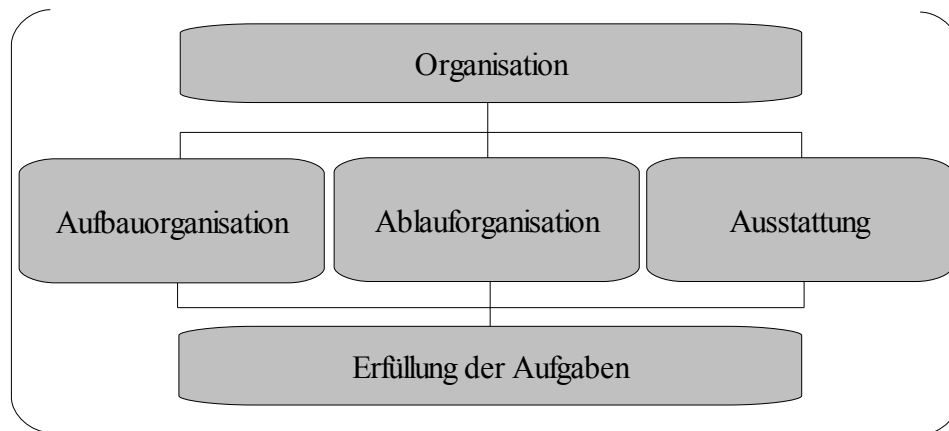 Organisation
Aufbauorganisation
Ablauforganisation
Ausstattung
Erfüllung der Aufgaben